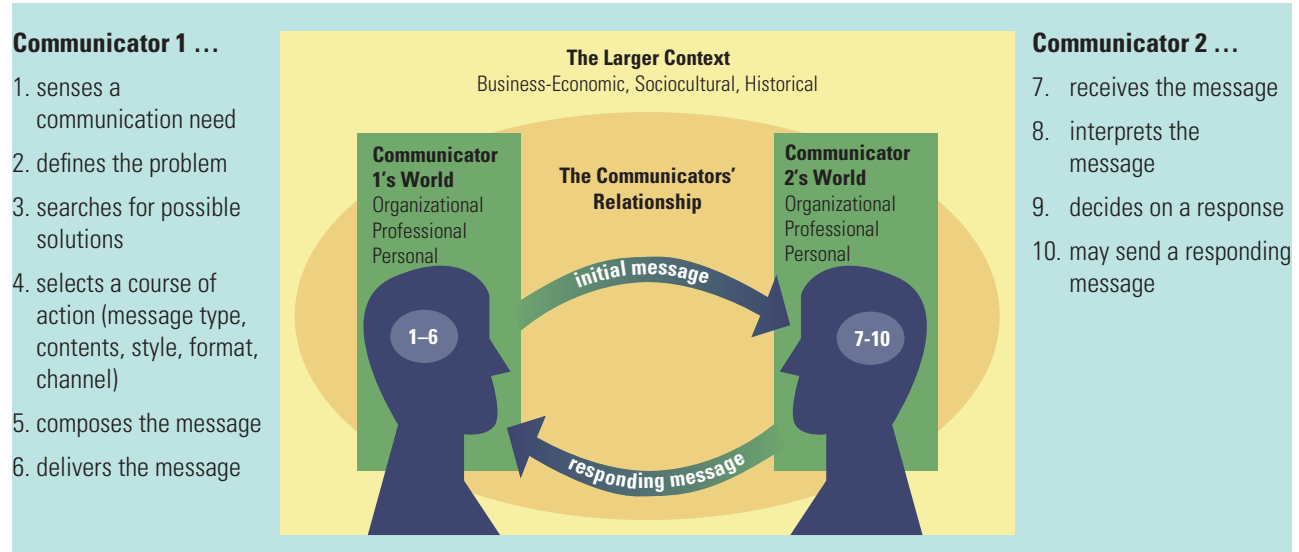 Communicator 1 …
1. senses a
communication need
2. defines the problem
3. searches for possible
solutions
4. selects a course of
action (message type,
contents, style, format,
channel)
5. composes the message
6. delivers the message
The Larger Context
Business-Economic, Sociocultural, Historical
Communicator
1's World
Organizational
Professional
Personal
The Communicators'
Relationship
Communicator
2's World
Organizational
Professional
Personal
initial message
1–6
7-10
responding message
Communicator 2 …
7. receives the message
8. interprets the
message
9. decides on a response
10. may send a responding
message